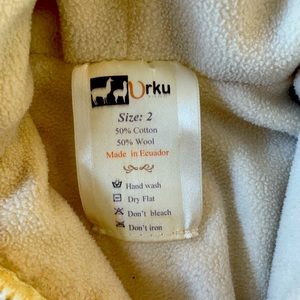 Urku
Size: 2
50% Cotton
50% Wool
Made in Ecuador
Hand wash
Dry Flat
Don't bleach
Don't iron